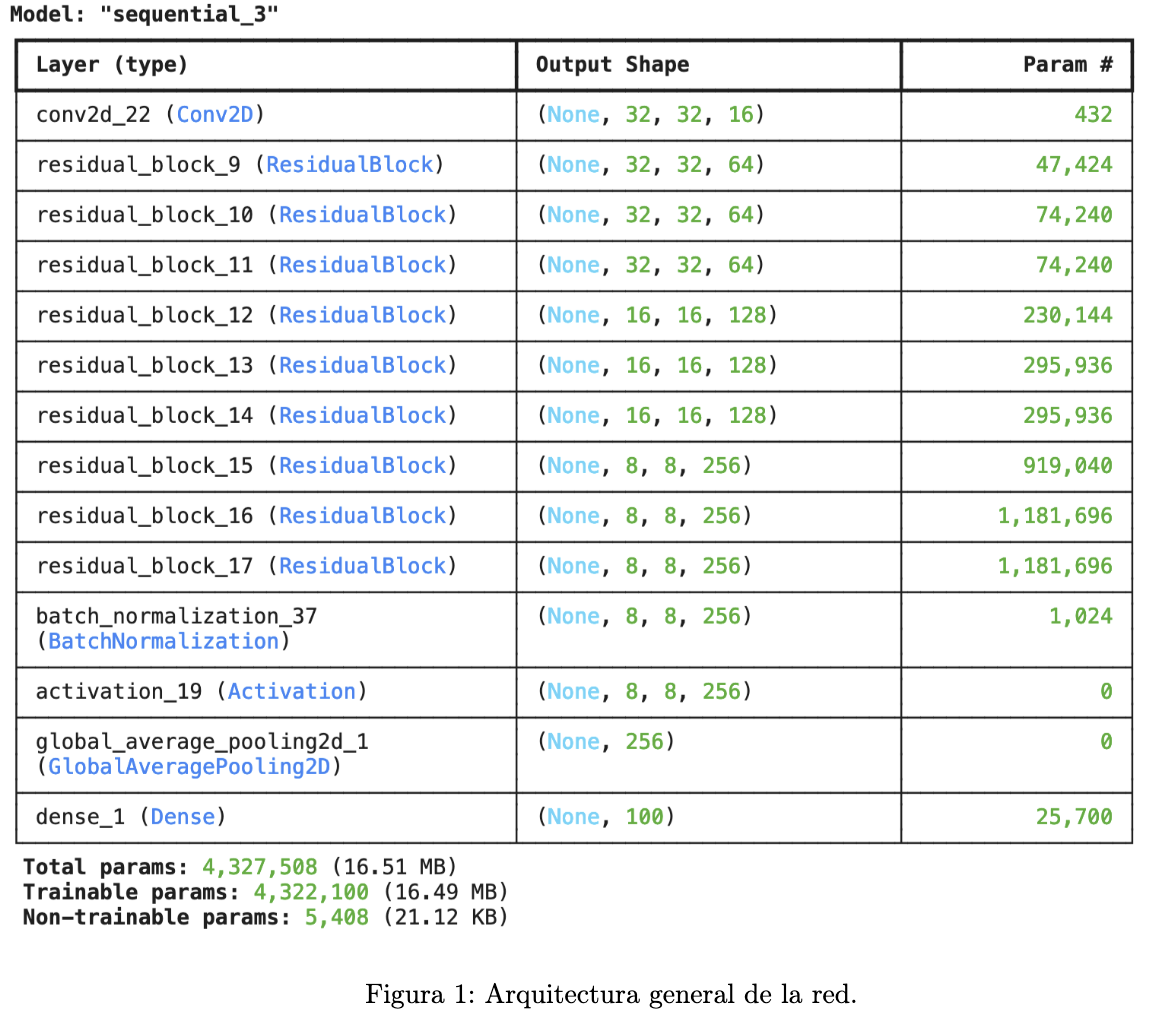 Model: "sequential_3"
Layer (type) Output Shape Param #
conv2d_22 (Conv2D) (None, 32, 32, 16) 432
residual_block_9 (ResidualBlock) (None, 32, 32, 64) 47,424
residual_block_10 (ResidualBlock) (None, 32, 32, 64) 74,240
residual_block_11 (ResidualBlock) (None, 32, 32, 64) 74,240
residual_block_12 (ResidualBlock) (None, 16, 16, 128) 230,144
residual_block_13 (ResidualBlock) (None, 16, 16, 128) 295,936
residual_block_14 (ResidualBlock) (None, 16, 16, 128) 295,936
residual_block_15 (ResidualBlock) (None, 8, 8, 256) 919,040
residual_block_16 (ResidualBlock) (None, 8, 8, 256) 1,181,696
residual_block_17 (ResidualBlock) (None, 8, 8, 256) 1,181,696
batch_normalization_37 (None, 8, 8, 256) 1,024
(BatchNormalization)
activation_19 (Activation) (None, 8, 8, 256) 0
global_average_pooling2d_1 (None, 256) 0
(GlobalAveragePooling2D)
dense_1 (Dense) (None, 100) 25,700
Total params: 4,327,508 (16.51 MB)
Trainable params: 4,322,100 (16.49 MB)
Non-trainable params: 5,408 (21.12 KB)
Figura 1: Arquitectura general de la red.